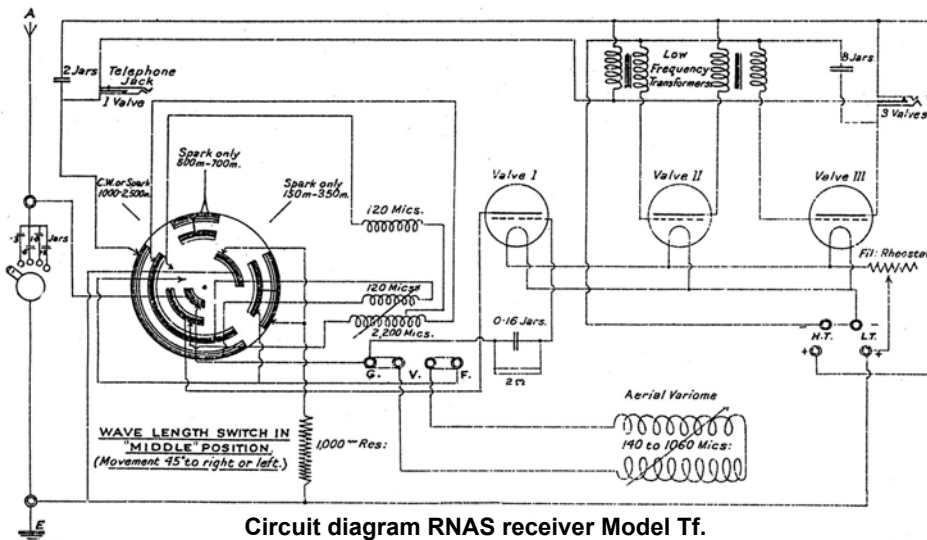 A
2 Jars
Telephone
Jack
1 Valve
Low
Frequency
Transformers
8 Jars
3 Valves
Spark only
600m-700m.
C.W. or Spark
1000-2,500m.
Spark only
150m-350m.
Valve I
Valve II
Valve III
120 Mics.
Jars
Fil: Rheostat
120 Mics
2,200 Mics.
0·16 Jars.
H.T.
L.T.
G.
V.
F.
2Ω
Aerial Variome
140 to 1060 Mics:
WAVE LENGTH SWITCH IN
"MIDDLE" POSITION.
(Movement 45° to right or left.)
1,000 Res:
E
Circuit diagram RNAS receiver Model Tf.